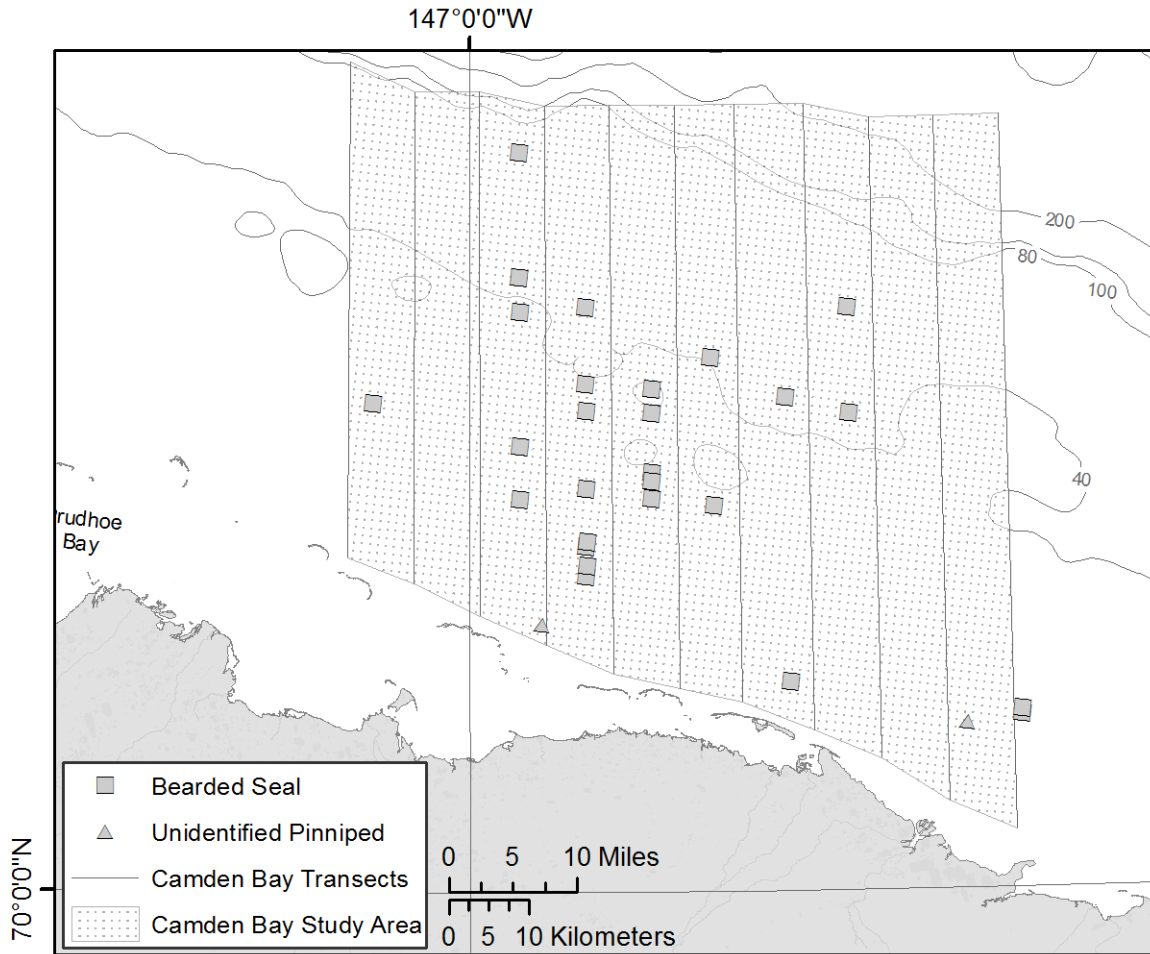 147°0'0"W
200
80
100
40
rudhoe
Bay
Bearded Seal
Unidentified Pinniped
Camden Bay Transects
Camden Bay Study Area
0 5 10 Miles
0 5 10 Kilometers
70°0'0"N